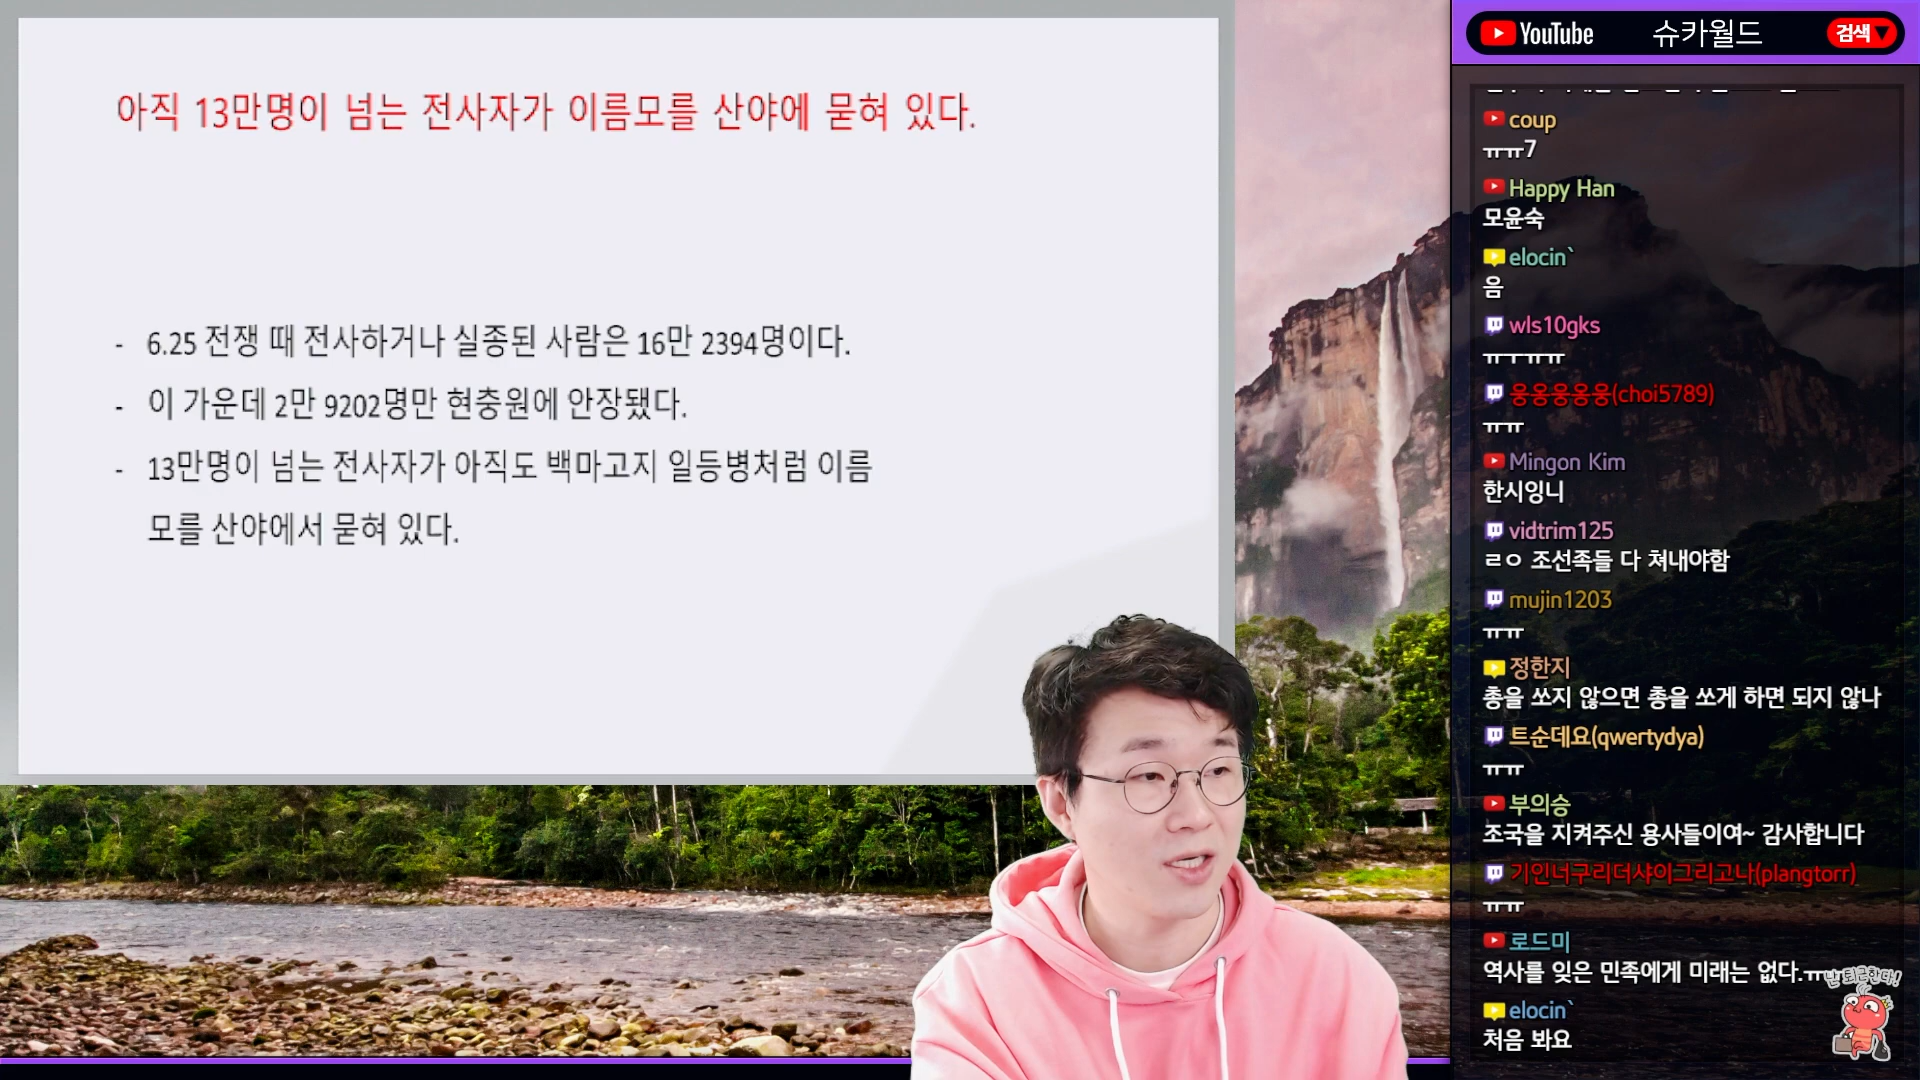 아직 13만명이 넘는 전사자가 이름모를 산야에 묻혀 있다.
- 6.25 전쟁 때 전사하거나 실종된 사람은 16만 2394명이다.
- 이 가운데 2만 9202명만 현충원에 안장됐다.
- 13만명이 넘는 전사자가 아직도 백마고지 일등병처럼 이름
모를 산야에서 묻혀 있다.
YouTube 슈카월드 검색▼
coup
ㅠㅠ7
Happy Han
모윤숙
elocin`
음
wls10gks
ㅠㅜㅠㅠ
웅옹웅옹웅(choi5789)
ㅠㅠ
Mingon Kim
한시잉니
vidtrim125
ㄹㅇ 조선족들 다 쳐내야함
mujin1203
ㅠㅠ
정한지
총을 쏘지 않으면 총을 쏘게 하면 되지 않나
트순데요(qwertydya)
ㅠㅠ
부의승
조국을 지켜주신 용사들이여~ 감사합니다
기인너구리더샤이그리고나(plangtorr)
ㅠㅠ
로드미
역사를 잊은 민족에게 미래는 없다.ㅠㅠ
elocin`
처음 봐요
난 퇴근한다!